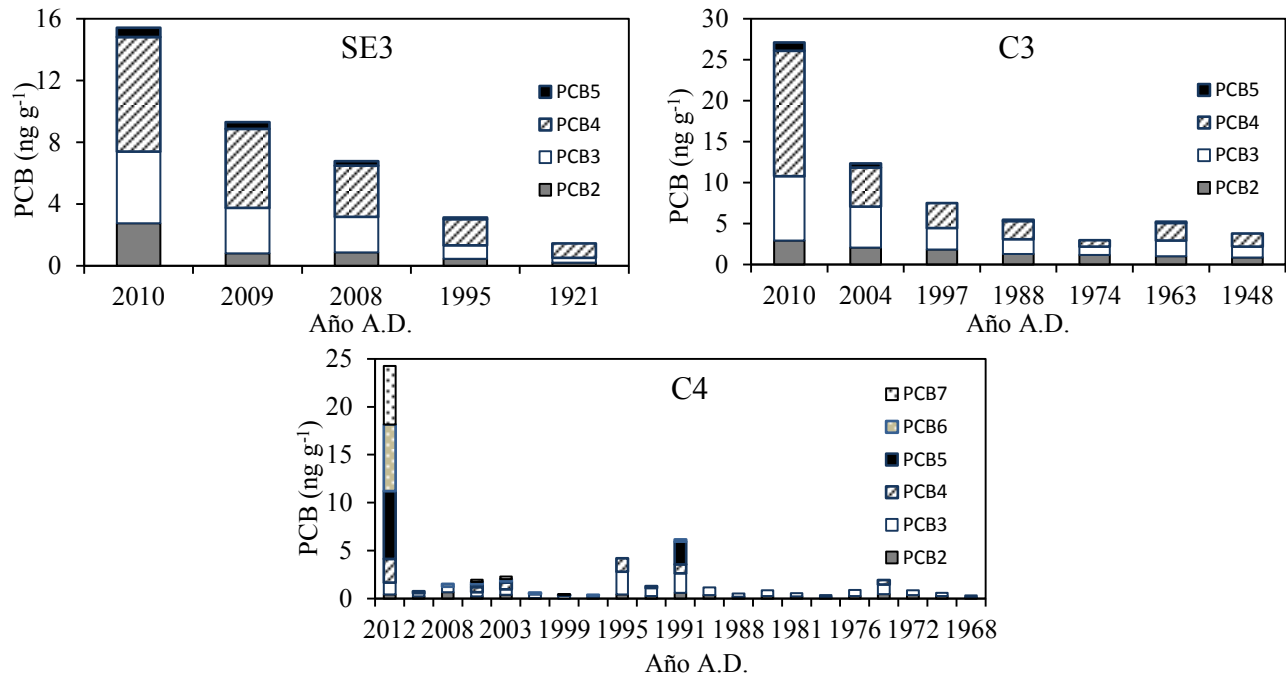 SE3
PCB (ng g-1)
16
12
8
4
0
PCB5
PCB4
PCB3
PCB2
2010 2009 2008 1995 1921
Año A.D.
C3
PCB (ng g-1)
30
25
20
15
10
5
0
PCB5
PCB4
PCB3
PCB2
2010 2004 1997 1988 1974 1963 1948
Año A.D.
C4
PCB (ng g-1)
25
20
15
10
5
0
PCB7
PCB6
PCB5
PCB4
PCB3
PCB2
2012 2008 2003 1999 1995 1991 1988 1981 1976 1972 1968
Año A.D.